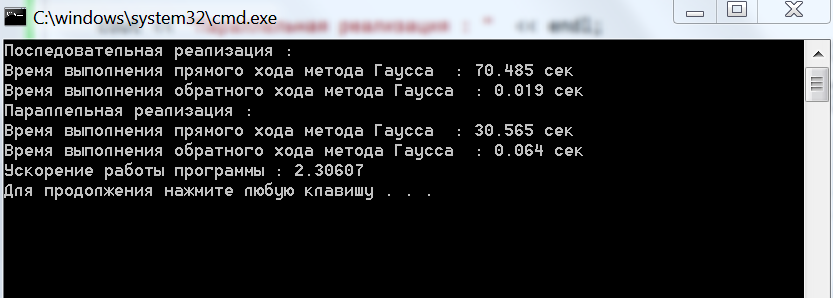 C:\windows\system32\cmd.exe
Последовательная реализация :
Время выполнения прямого хода метода Гаусса  : 70.485 сек
Время выполнения обратного хода метода Гаусса  : 0.019 сек
Параллельная реализация :
Время выполнения прямого хода метода Гаусса  : 30.565 сек
Время выполнения обратного хода метода Гаусса  : 0.064 сек
Ускорение работы программы : 2.30607
Для продолжения нажмите любую клавишу . . .